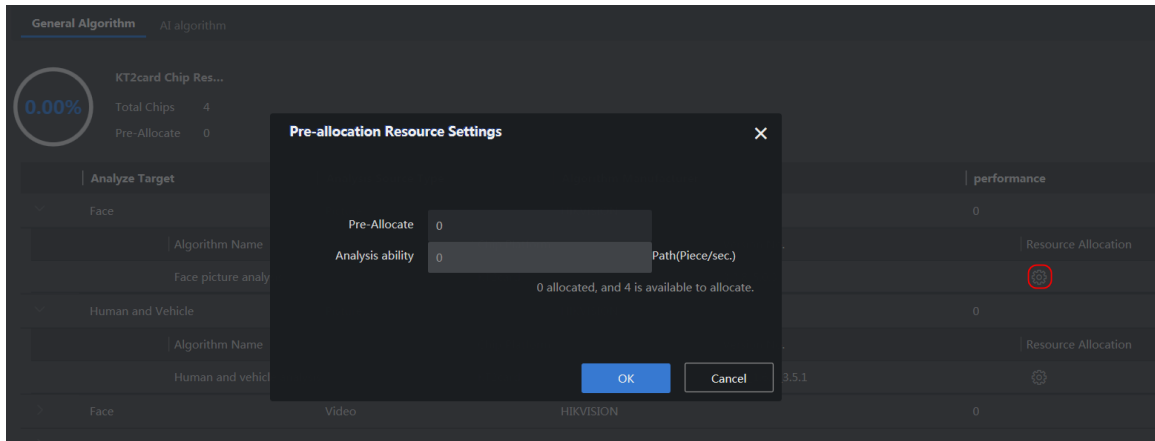 General Algorithm AI algorithm
KT2card Chip Res...
0.00%
Total Chips 4
Pre-Allocate 0
Pre-allocation Resource Settings
Analyze Target performance
Face 0
Pre-Allocate 0
Algorithm Name Resource Allocation
Analysis ability 0 Path(Piece/sec.)
Face picture analy
0 allocated, and 4 is available to allocate.
Human and Vehicle 0
Algorithm Name Resource Allocation
Human and vehicl 3.5.1
OK Cancel
Face Video HIKVISION 0